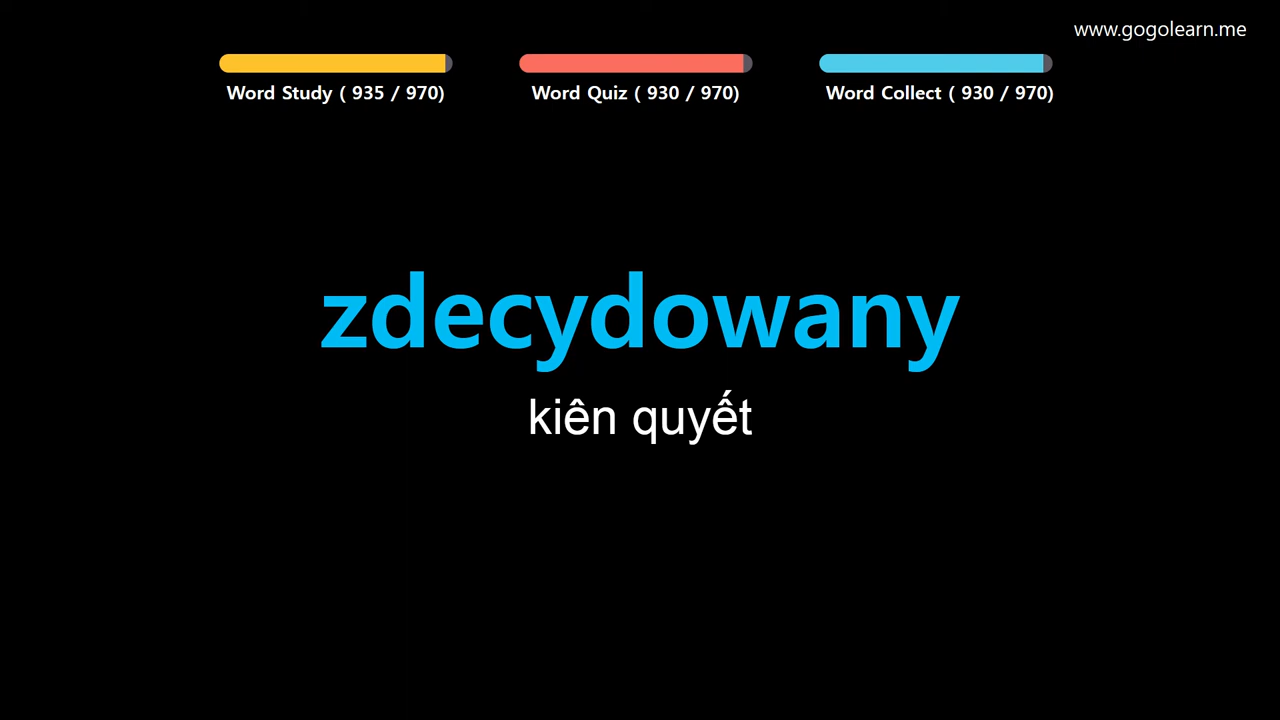 www.gogolearn.me
Word Study ( 935 / 970)
Word Quiz ( 930 / 970)
Word Collect ( 930 / 970)
zdecydowany
kiên quyết